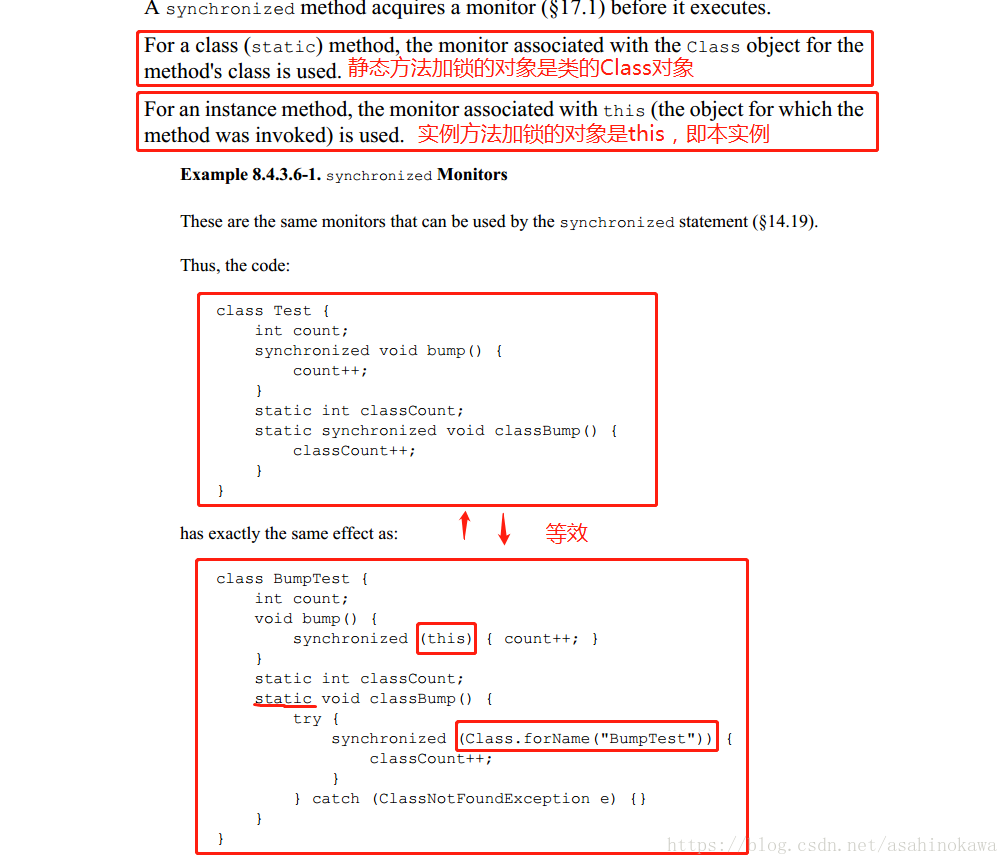 A synchronized method acquires a monitor (§17.1) before it executes.
For a class (static) method, the monitor associated with the Class object for the
method's class is used. 静态方法加锁的对象是类的Class对象
For an instance method, the monitor associated with this (the object for which the
method was invoked) is used. 实例方法加锁的对象是this，即本实例
Example 8.4.3.6-1. synchronized Monitors
These are the same monitors that can be used by the synchronized statement (§14.19).
Thus, the code:
class Test {
    int count;
    synchronized void bump() {
        count++;
    }
    static int classCount;
    static synchronized void classBump() {
        classCount++;
    }
}
has exactly the same effect as: 等效
class BumpTest {
    int count;
    void bump() {
        synchronized (this) { count++; }
    }
    static int classCount;
    static void classBump() {
        try {
            synchronized (Class.forName("BumpTest")) {
                classCount++;
            }
        } catch (ClassNotFoundException e) {}
    }
}
https://blog.csdn.net/asahinokawa